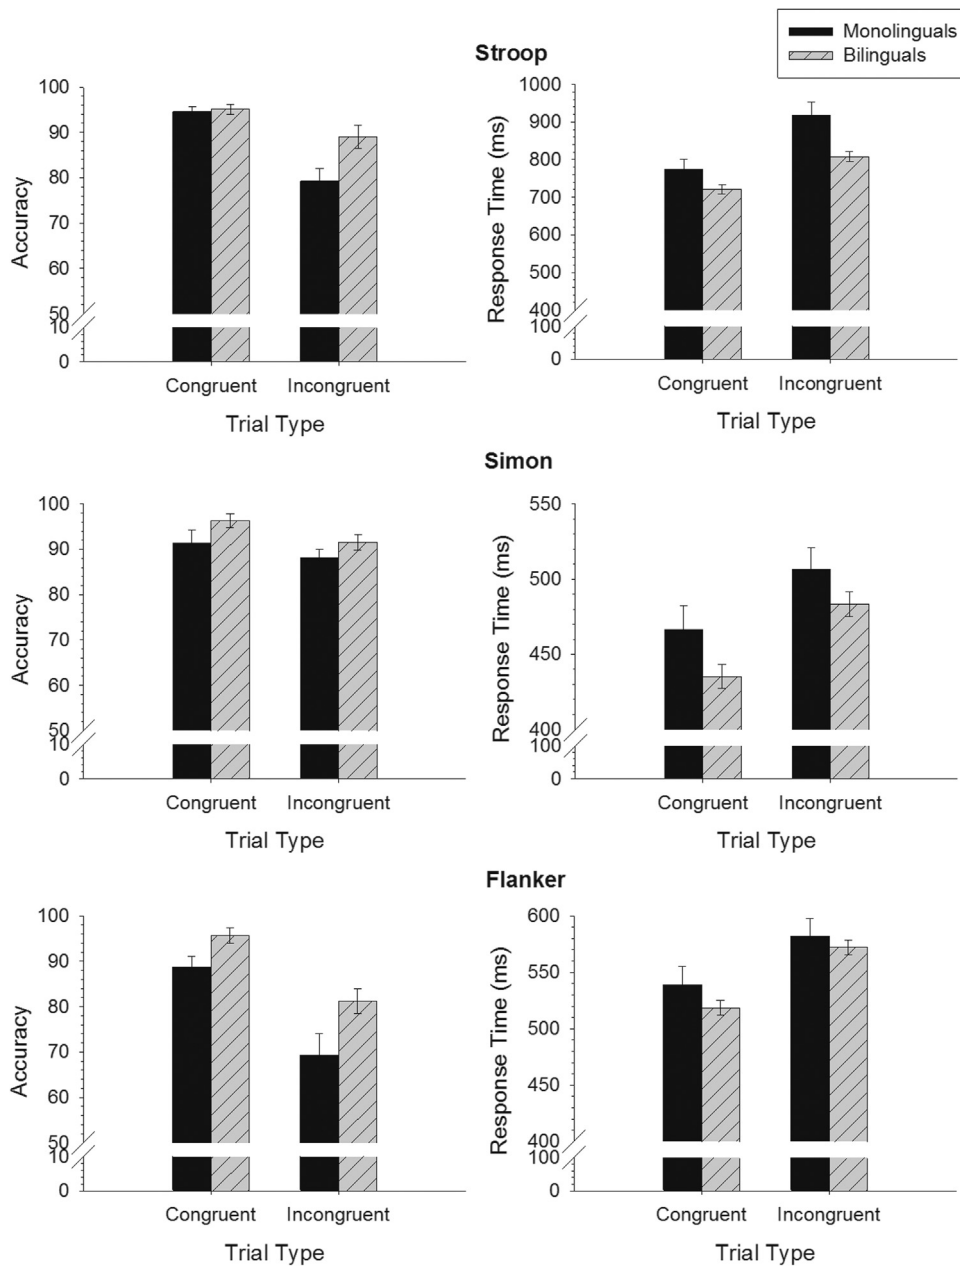 Monolinguals
Bilinguals
Stroop
Accuracy
100
90
80
70
60
50
10
0
Congruent Incongruent
Trial Type
Response Time (ms)
1000
900
800
700
600
500
400
100
0
Congruent Incongruent
Trial Type
Simon
Accuracy
100
90
80
70
60
50
10
0
Congruent Incongruent
Trial Type
Response Time (ms)
550
500
450
400
100
0
Congruent Incongruent
Trial Type
Flanker
Accuracy
100
90
80
70
60
50
10
0
Congruent Incongruent
Trial Type
Response Time (ms)
600
550
500
450
400
100
0
Congruent Incongruent
Trial Type